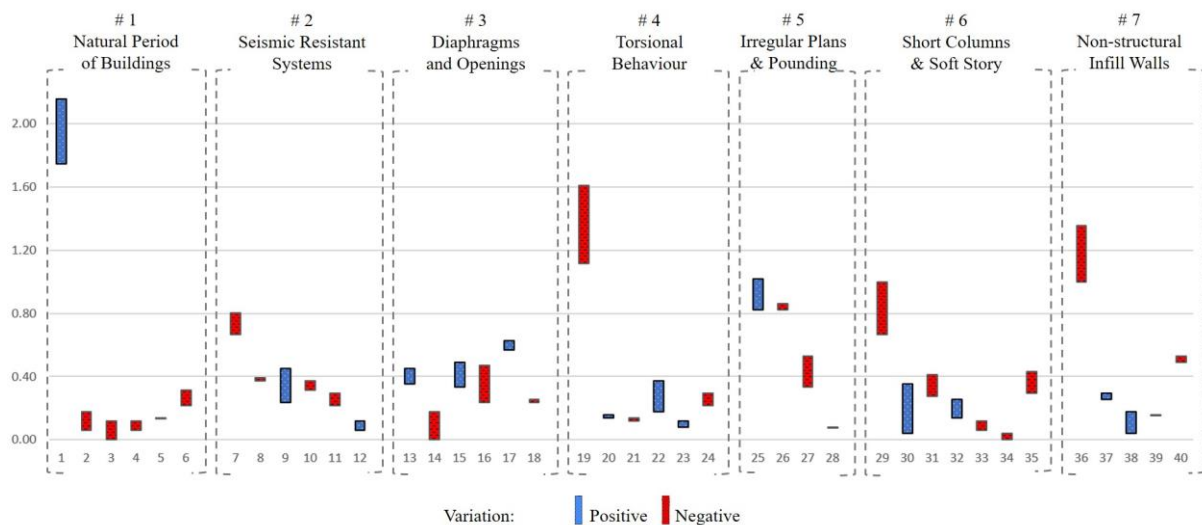 # 1 # 2 # 3 # 4 # 5 # 6 # 7
Natural Period Seismic Resistant Diaphragms Torsional Irregular Plans Short Columns Non-structural
of Buildings Systems and Openings Behaviour & Pounding & Soft Story Infill Walls
2.00
1.60
1.20
0.80
0.40
0.00
1 2 3 4 5 6 7 8 9 10 11 12 13 14 15 16 17 18 19 20 21 22 23 24 25 26 27 28 29 30 31 32 33 34 35 36 37 38 39 40
Variation: Positive Negative